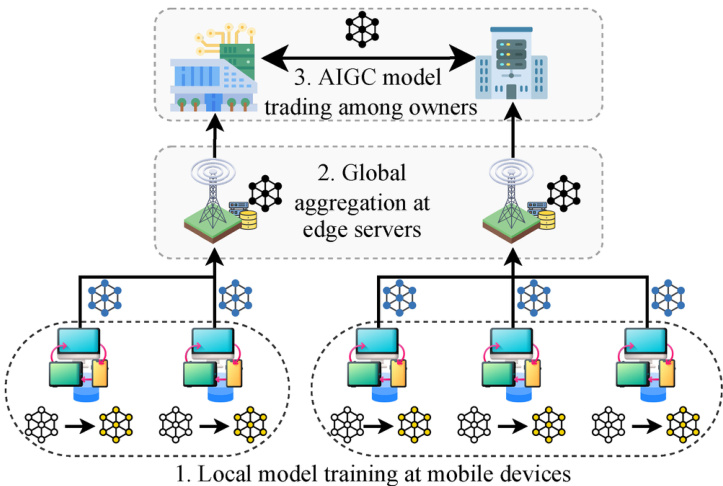 3. AIGC model
trading among owners
2. Global
aggregation at
edge servers
1. Local model training at mobile devices